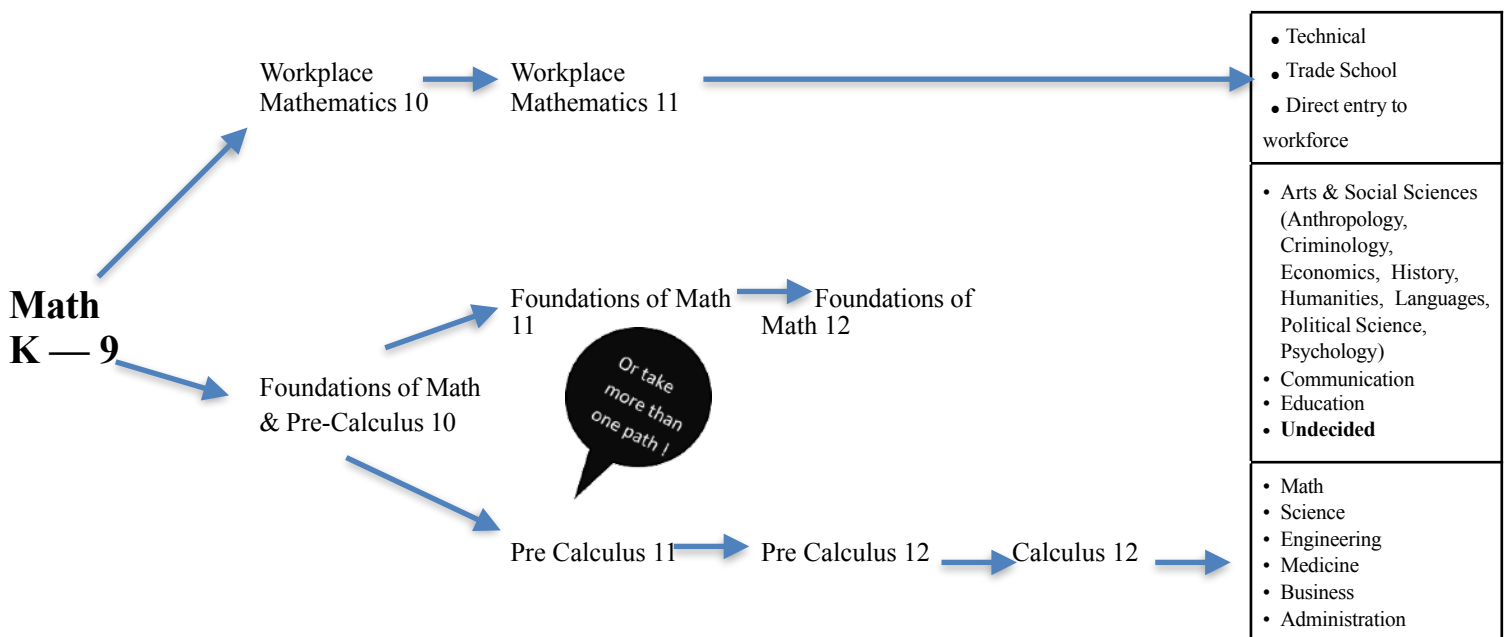 Math
K — 9
Workplace
Mathematics 10
Workplace
Mathematics 11
Foundations of Math
& Pre-Calculus 10
Foundations of Math
11
Foundations of
Math 12
Or take
more than
one path !
Pre Calculus 11
Pre Calculus 12
Calculus 12
• Technical
• Trade School
• Direct entry to
workforce
• Arts & Social Sciences
(Anthropology,
Criminology,
Economics, History,
Humanities, Languages,
Political Science,
Psychology)
• Communication
• Education
• Undecided
• Math
• Science
• Engineering
• Medicine
• Business
• Administration